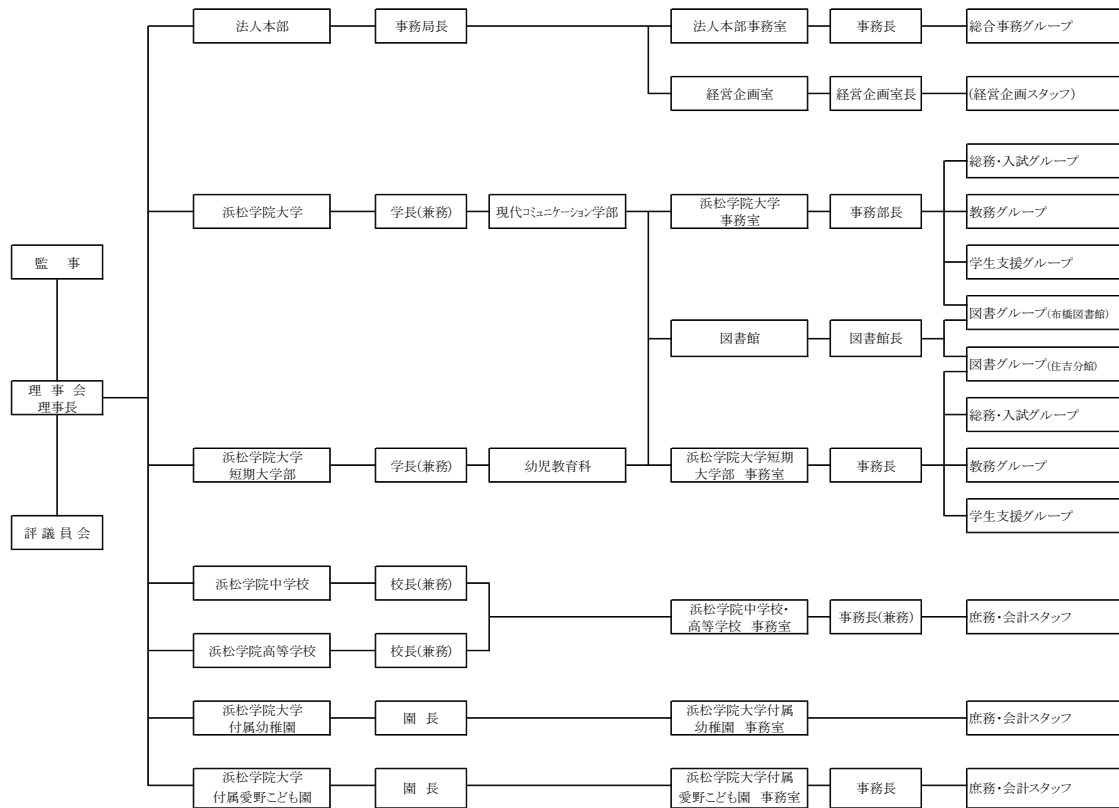 法人本部
事務局長
法人本部事務室
事務長
総合事務グループ
経営企画室
経営企画室長
(経営企画スタッフ)
総務・入試グループ
浜松学院大学
学長(兼務)
現代コミュニケーション学部
浜松学院大学
事務室
事務部長
教務グループ
監　事
学生支援グループ
図書グループ(布橋図書館)
図書館
図書館長
図書グループ(住吉分館)
理 事 会
理事長
総務・入試グループ
浜松学院大学
短期大学部
学長(兼務)
幼児教育科
浜松学院大学短期
大学部　事務室
事務長
教務グループ
評 議 員 会
学生支援グループ
浜松学院中学校
校長(兼務)
浜松学院中学校・
高等学校　事務室
事務長(兼務)
庶務・会計スタッフ
浜松学院高等学校
校長(兼務)
浜松学院大学
付属幼稚園
園 長
浜松学院大学付属
幼稚園　事務室
庶務・会計スタッフ
浜松学院大学
付属愛野こども園
園 長
浜松学院大学付属
愛野こども園　事務室
事務長
庶務・会計スタッフ